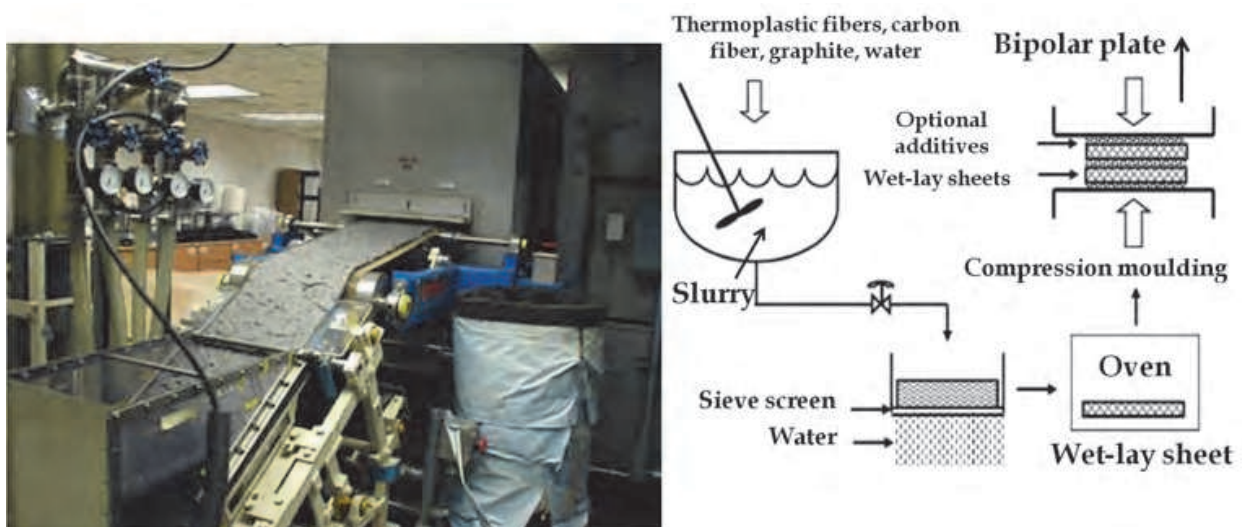 Thermoplastic fibers, carbon
fiber, graphite, water
Bipolar plate
Optional
additives
Wet-lay sheets
Slurry
Compression moulding
Sieve screen
Water
Oven
Wet-lay sheet